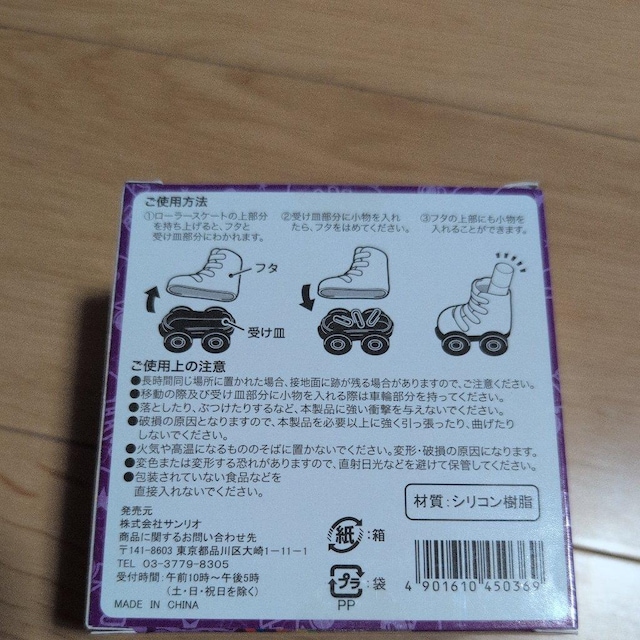 ご使用方法
①ローラースケートの上部分を持ち上げると、フタと受け皿部分にわかれます。
②受け皿部分に小物を入れたら、フタをはめてください。
③フタの上部にも小物を入れることができます。
フタ
受け皿
ご使用上の注意
●長時間同じ場所に置かれた場合、接地面に跡が残る場合がありますので、ご注意ください。
●移動の際及び受け皿部分に小物を入れる際は車輪部分を持ってください。
●落としたり、ぶつけたりするなど、本製品に強い衝撃を与えないでください。
●破損の原因となりますので、本製品を必要以上に強く引っ張ったり、曲げたり
しないでください。
●火気や高温になるもののそばに置かないでください。変形・破損の原因になります。
●変色または変形する恐れがありますので、直射日光などを避けて保管してください。
●包装されていない食品などを
直接入れないでください。
材質：シリコン樹脂
発売元
株式会社サンリオ
商品に関するお問い合わせ先
〒141-8603 東京都品川区大崎1-11-1
TEL 03-3779-8305
受付時間：午前10時〜午後5時
（土・日・祝日を除く）
MADE IN CHINA
紙：箱
プラ：袋
PP
4 901610 450369